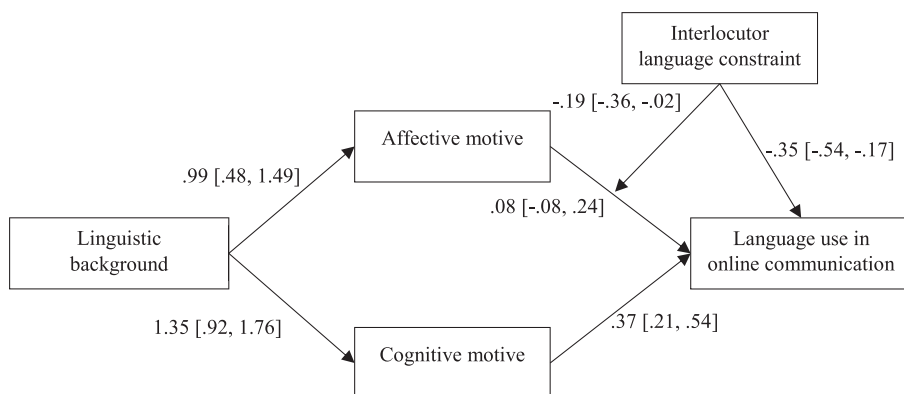 Interlocutor
language constraint
-.19 [-.36, -.02]
Affective motive
-.35 [-.54, -.17]
.99 [.48, 1.49]
.08 [-.08, .24]
Linguistic
background
Language use in
online communication
1.35 [.92, 1.76]
.37 [.21, .54]
Cognitive motive